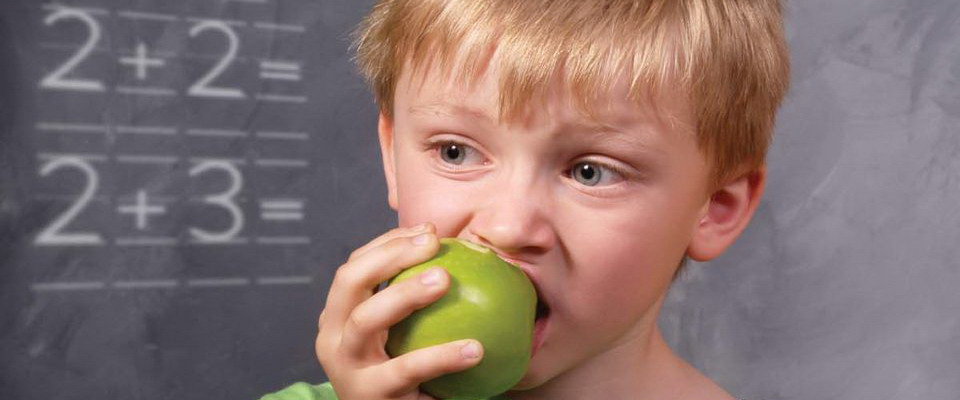 2 + 2 =
2 + 3 =